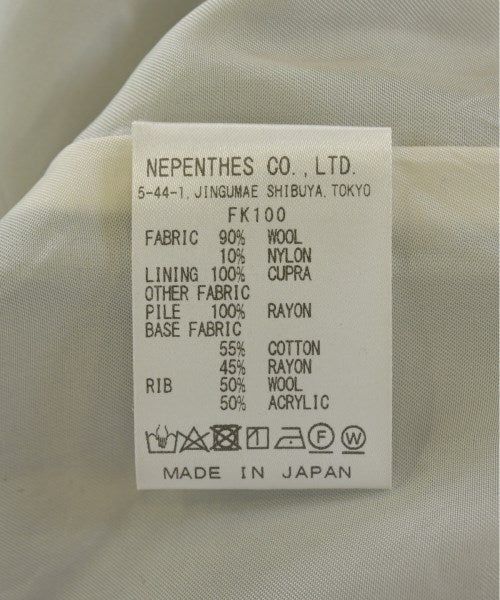 NEPENTHES CO.,LTD.
5-44-1, JINGUMAE SHIBUYA, TOKYO
FK100
FABRIC 90% WOOL
10% NYLON
LINING 100% CUPRA
OTHER FABRIC
PILE 100% RAYON
BASE FABRIC
55% COTTON
45% RAYON
RIB 50% WOOL
50% ACRYLIC
F W
MADE IN JAPAN